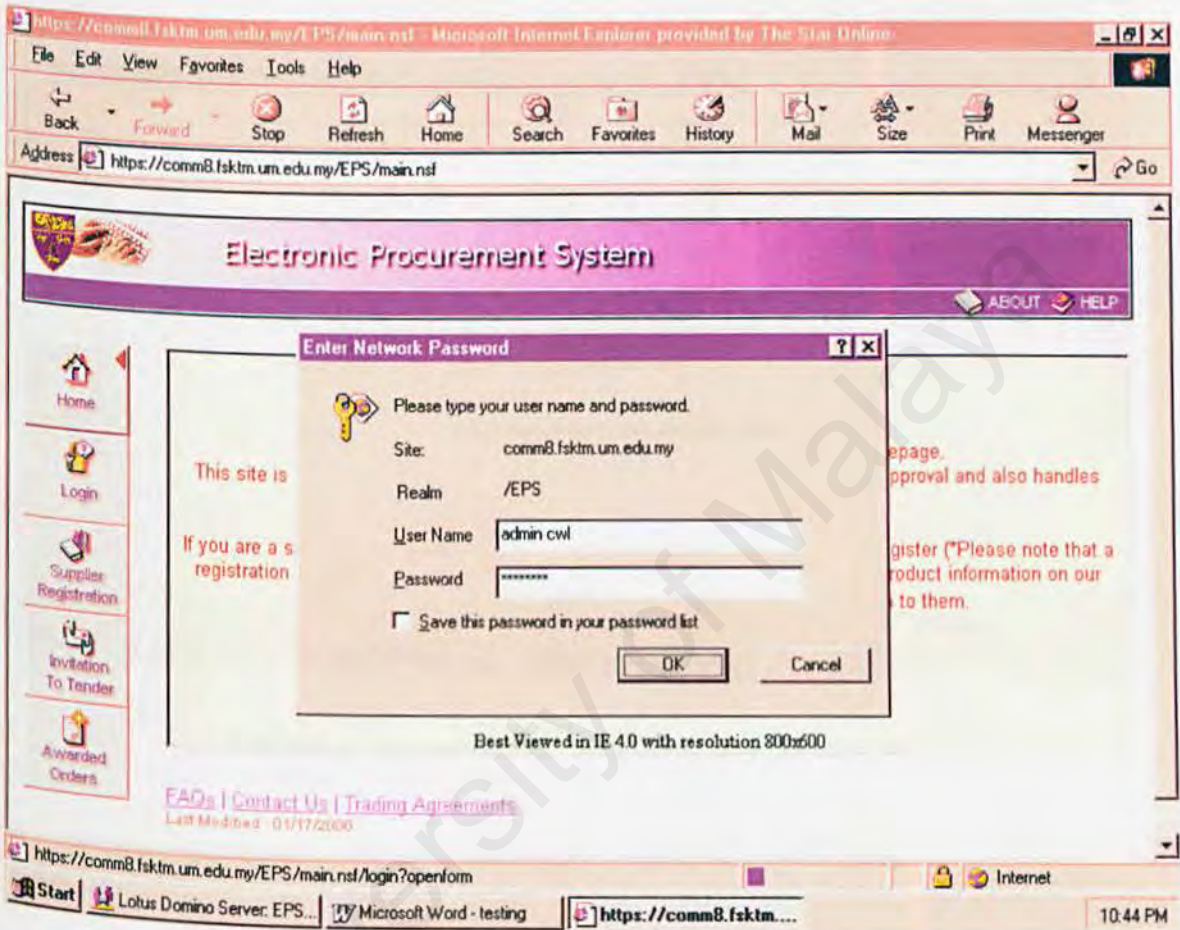 https://comm8.fsktm.um.edu.my/EPS/main.nsf - Microsoft Internet Explorer provided by The Star Online
File Edit View Favorites Tools Help
Back Forward Stop Refresh Home Search Favorites History Mail Size Print Messenger
Address https://comm8.fsktm.um.edu.my/EPS/main.nsf Go
Electronic Procurement System
ABOUT HELP
Home
Login
Supplier
Registration
Invitation
To Tender
Awarded
Orders
Enter Network Password
Please type your user name and password.
Site: comm8.fsktm.um.edu.my
Realm /EPS
User Name admin cwl
Password ********
Save this password in your password list
OK Cancel
This site is epage.
pproval and also handles
If you are a s gister (*Please note that a
registration roduct information on our
to them.
Best Viewed in IE 4.0 with resolution 800x600
FAQs | Contact Us | Trading Agreements
Last Modified : 01/17/2000
https://comm8.fsktm.um.edu.my/EPS/main.nsf/login?openform Internet
Start Lotus Domino Server: EPS... Microsoft Word - testing https://comm8.fsktm.... 10:44 PM
ersity of Malaya